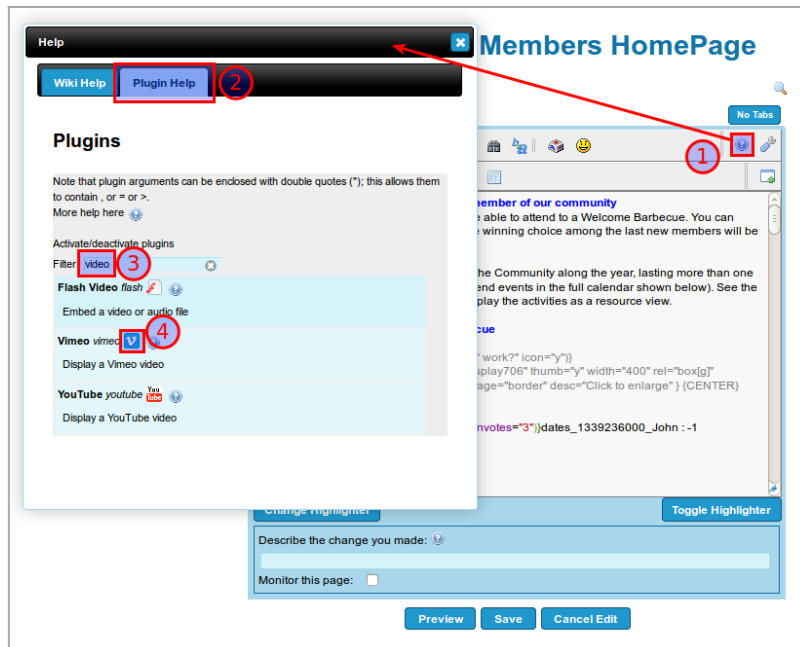 Help
Members HomePage
Wiki Help
Plugin Help
2
No Tabs
1
Plugins
Note that plugin arguments can be enclosed with double quotes ("); this allows them
to contain , or = or >.
More help here
Activate/deactivate plugins
Filter: video
3
Flash Video flash
Embed a video or audio file
4
Vimeo vimeo
Display a Vimeo video
YouTube youtube You Tube
Display a YouTube video
member of our community
able to attend to a Welcome Barbecue. You can
winning choice among the last new members will be
the Community along the year, lasting more than one
end events in the full calendar shown below). See the
play the activities as a resource view.
cue
" work?" icon="y")}
splay706" thumb="y" width="400" rel="box[g]"
age="border" desc="Click to enlarge" } {CENTER}
nvotes="3")}dates_1339236000_John : -1
Change Highlighter
Toggle Highlighter
Describe the change you made:
Monitor this page:
Preview
Save
Cancel Edit